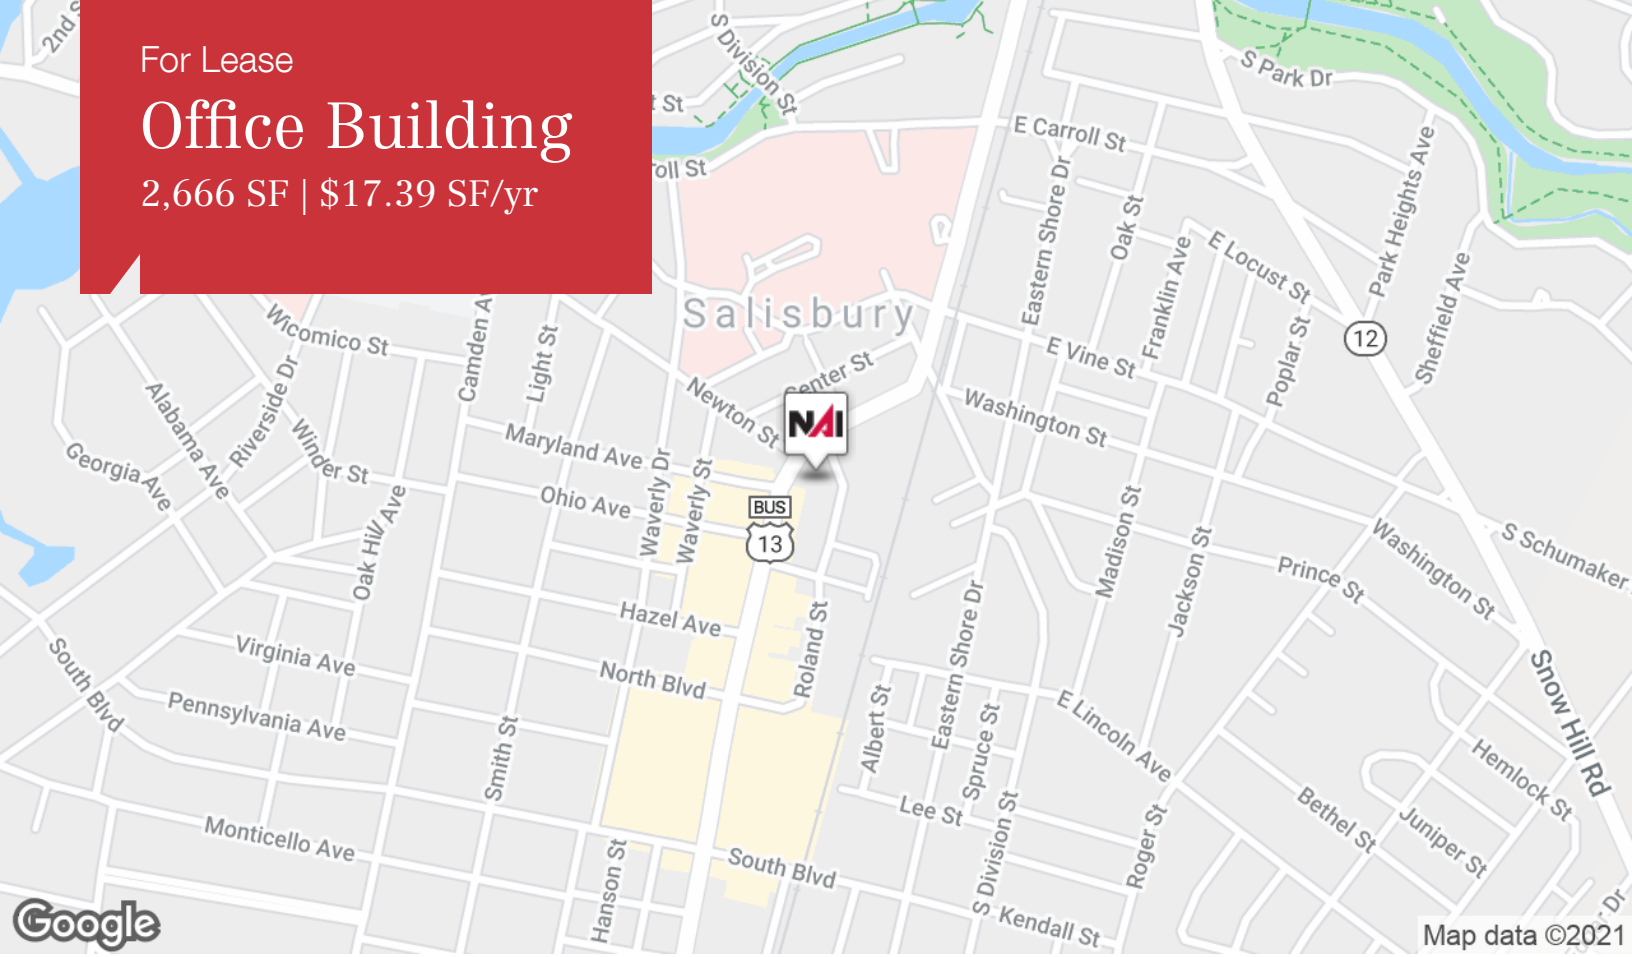 For Lease
Office Building
2,666 SF | $17.39 SF/yr
2nd S
S Division St
t St
roll St
S Park Dr
E Carroll St
Park Heights Ave
Eastern Shore Dr
Oak St
Franklin Ave
E Locust St
Sheffield Ave
Salisbury
Wicomico St
Camden A
Light St
Riverside Dr
Alabama Ave
Center St
E Vine St
Poplar St
12
Newton St
NAI
Washington St
Maryland Ave
Winder St
Georgia Ave
Waverly Dr
Waverly St
Ohio Ave
BUS
13
Oak Hill Ave
Madison St
Jackson St
Washington St
S Schumaker
Prince St
Hazel Ave
Roland St
Eastern Shore Dr
Virginia Ave
North Blvd
South Blvd
Pennsylvania Ave
Smith St
Albert St
Spruce St
E Lincoln Ave
Snow Hill Rd
Hemlock St
Lee St
S Division St
Roger St
Bethel St
Juniper St
Monticello Ave
South Blvd
Hanson St
Kendall St
Google
Map data ©2021